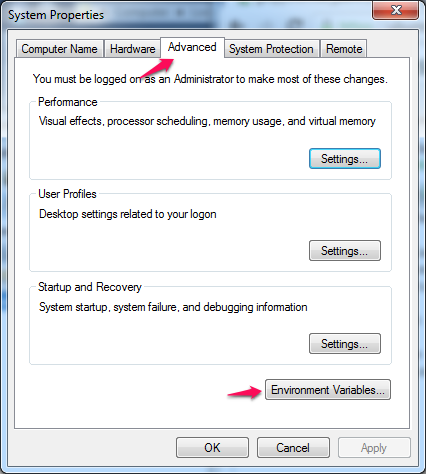 System Properties
Computer Name Hardware Advanced System Protection Remote
You must be logged on as an Administrator to make most of these changes.
Performance
Visual effects, processor scheduling, memory usage, and virtual memory
Settings...
User Profiles
Desktop settings related to your logon
Settings...
Startup and Recovery
System startup, system failure, and debugging information
Settings...
Environment Variables...
OK Cancel Apply